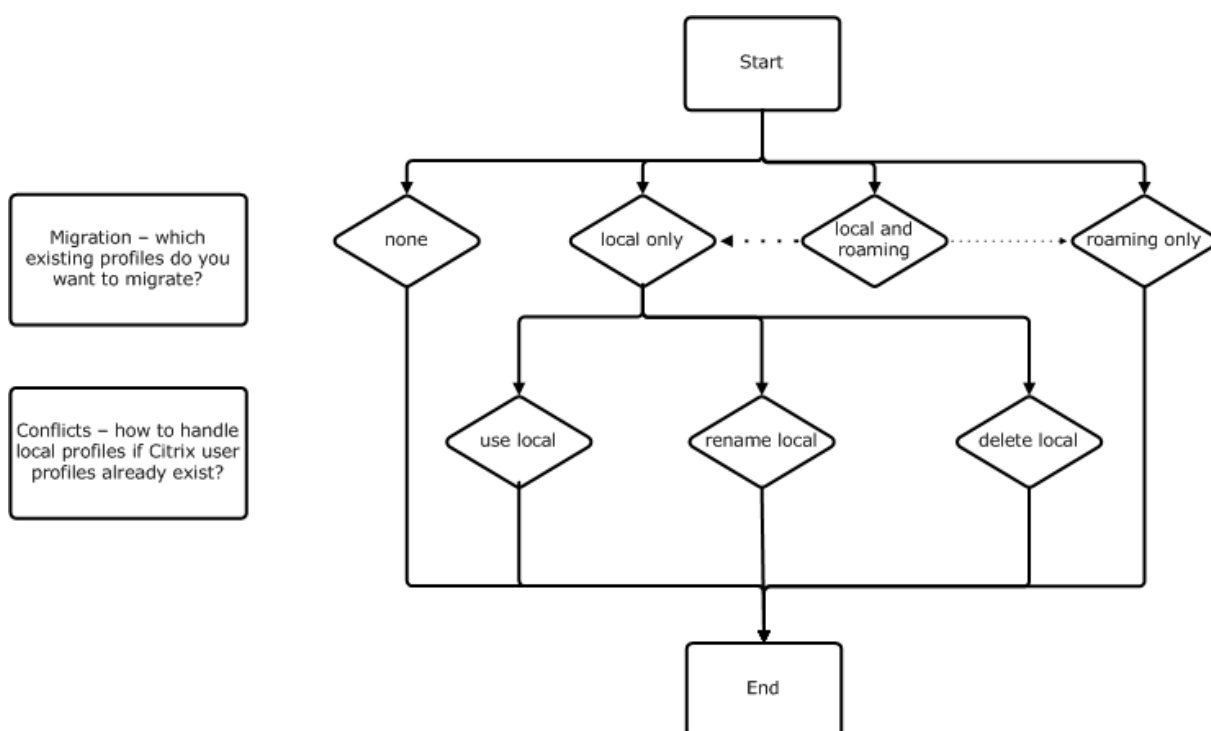 Start
Migration – which
existing profiles do you
want to migrate?
none
local only
local and
roaming
roaming only
Conflicts – how to handle
local profiles if Citrix user
profiles already exist?
use local
rename local
delete local
End